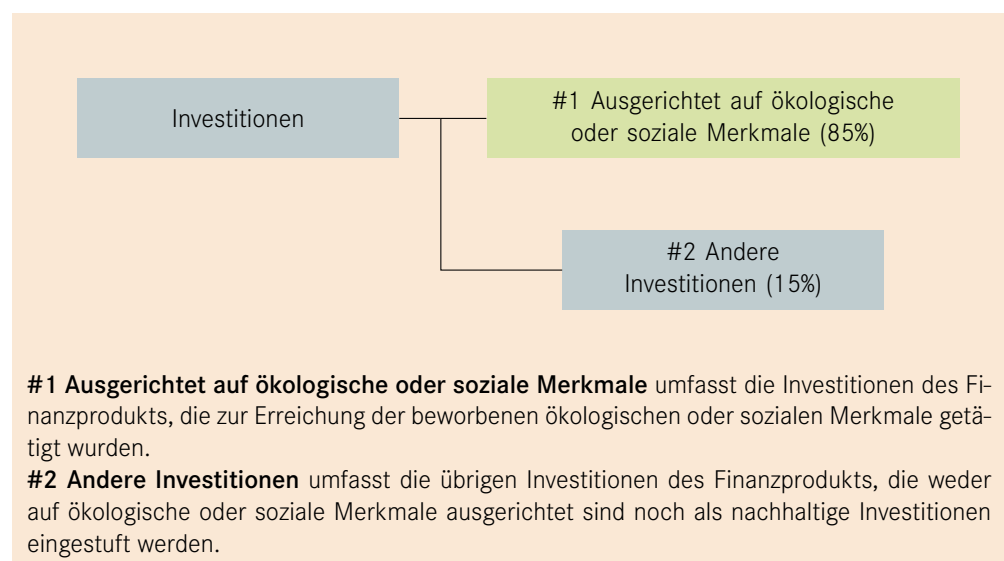 Investitionen
#1 Ausgerichtet auf ökologische
oder soziale Merkmale (85%)
#2 Andere
Investitionen (15%)
#1 Ausgerichtet auf ökologische oder soziale Merkmale umfasst die Investitionen des Fi-
nanzprodukts, die zur Erreichung der beworbenen ökologischen oder sozialen Merkmale getä-
tigt wurden.
#2 Andere Investitionen umfasst die übrigen Investitionen des Finanzprodukts, die weder
auf ökologische oder soziale Merkmale ausgerichtet sind noch als nachhaltige Investitionen
eingestuft werden.